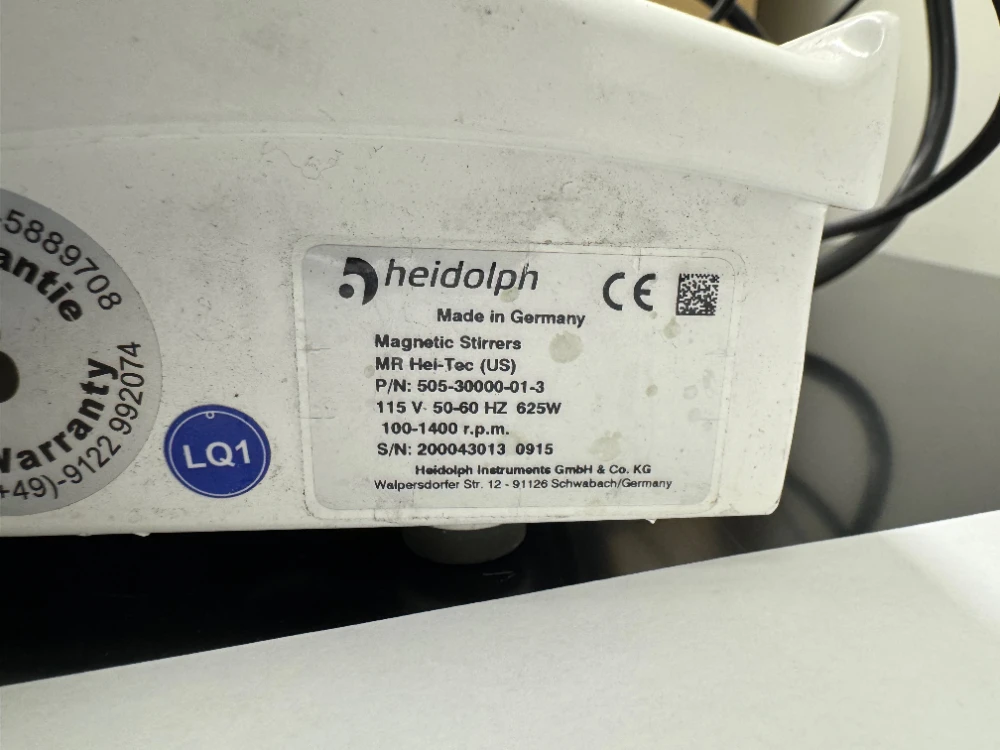 5889708
antie
arranty
+49)-9122 992074
LQ1
heidolph
CE
Made in Germany
Magnetic Stirrers
MR Hei-Tec (US)
P/N: 505-30000-01-3
115 V 50-60 HZ 625W
100-1400 r.p.m.
S/N: 200043013 0915
Heidolph Instruments GmbH & Co. KG
Walpersdorfer Str. 12 - 91126 Schwabach/Germany